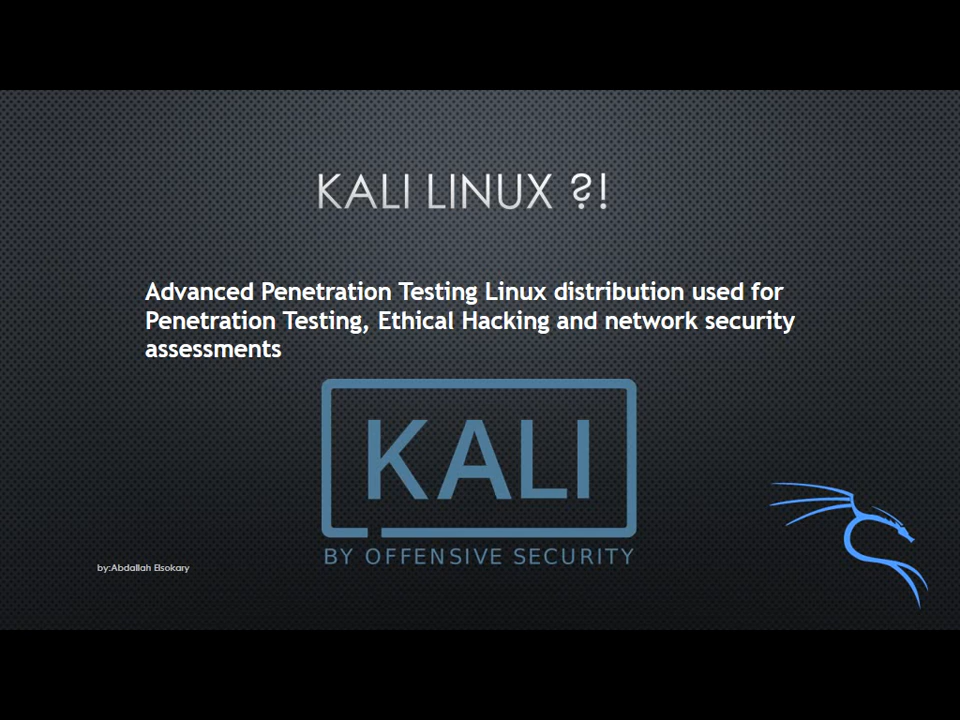 KALI LINUX ?!
Advanced Penetration Testing Linux distribution used for
Penetration Testing, Ethical Hacking and network security
assessments
KALI
BY OFFENSIVE SECURITY
by:Abdallah Elsokary